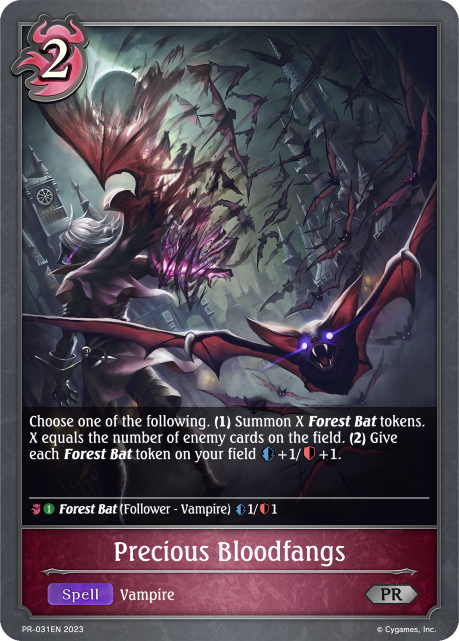 2
Choose one of the following. (1) Summon X Forest Bat tokens.
X equals the number of enemy cards on the field. (2) Give
each Forest Bat token on your field +1/ +1.
1 Forest Bat (Follower - Vampire) 1/ 1
Precious Bloodfangs
Spell Vampire PR
PR-031EN 2023 © Cygames, Inc.